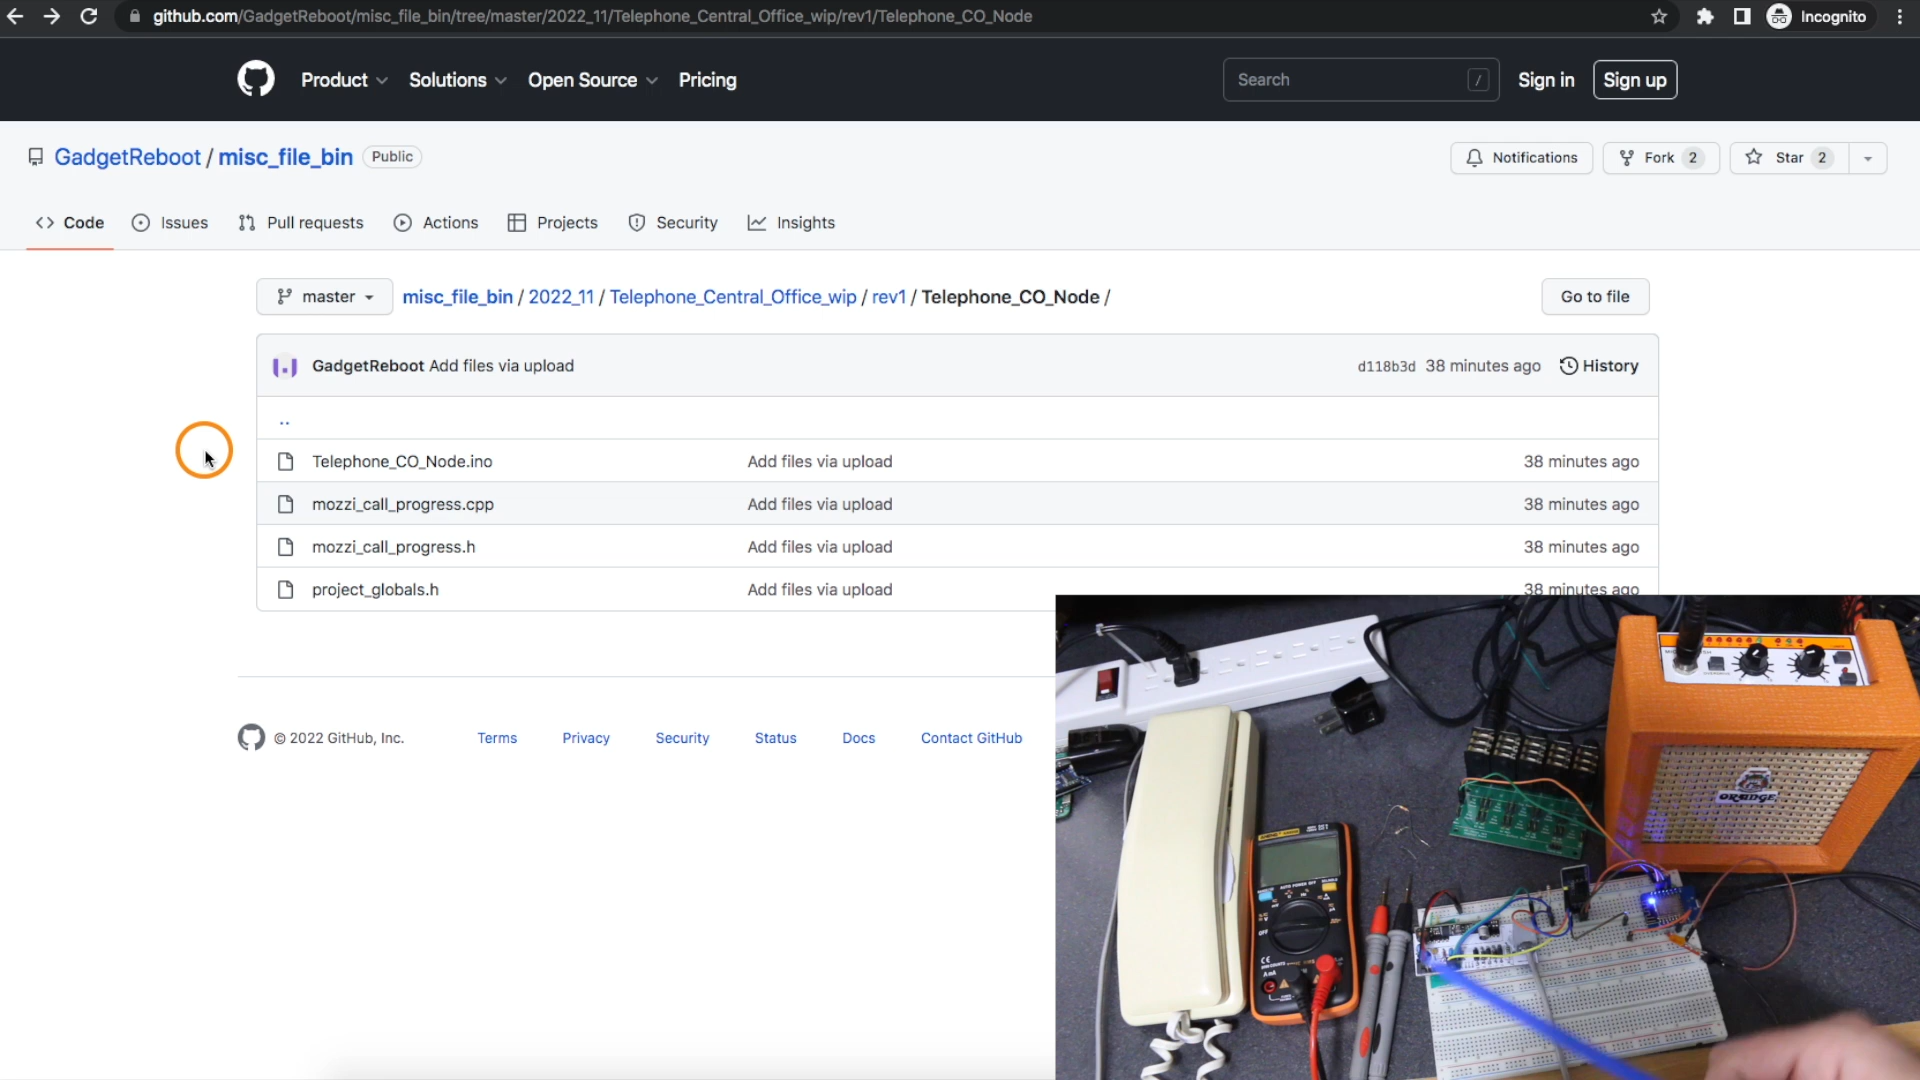 github.com/GadgetReboot/misc_file_bin/tree/master/2022_11/Telephone_Central_Office_wip/rev1/Telephone_CO_Node
Incognito
Product
Solutions
Open Source
Pricing
Search
/
Sign in
Sign up
GadgetReboot / misc_file_bin
Public
Notifications
Fork 2
Star 2
Code
Issues
Pull requests
Actions
Projects
Security
Insights
master
misc_file_bin / 2022_11 / Telephone_Central_Office_wip / rev1 / Telephone_CO_Node /
Go to file
GadgetReboot Add files via upload
d118b3d 38 minutes ago
History
..
Telephone_CO_Node.ino Add files via upload 38 minutes ago
mozzi_call_progress.cpp Add files via upload 38 minutes ago
mozzi_call_progress.h Add files via upload 38 minutes ago
project_globals.h Add files via upload 38 minutes ago
© 2022 GitHub, Inc.
Terms
Privacy
Security
Status
Docs
Contact GitHub
ORANGE
OFF